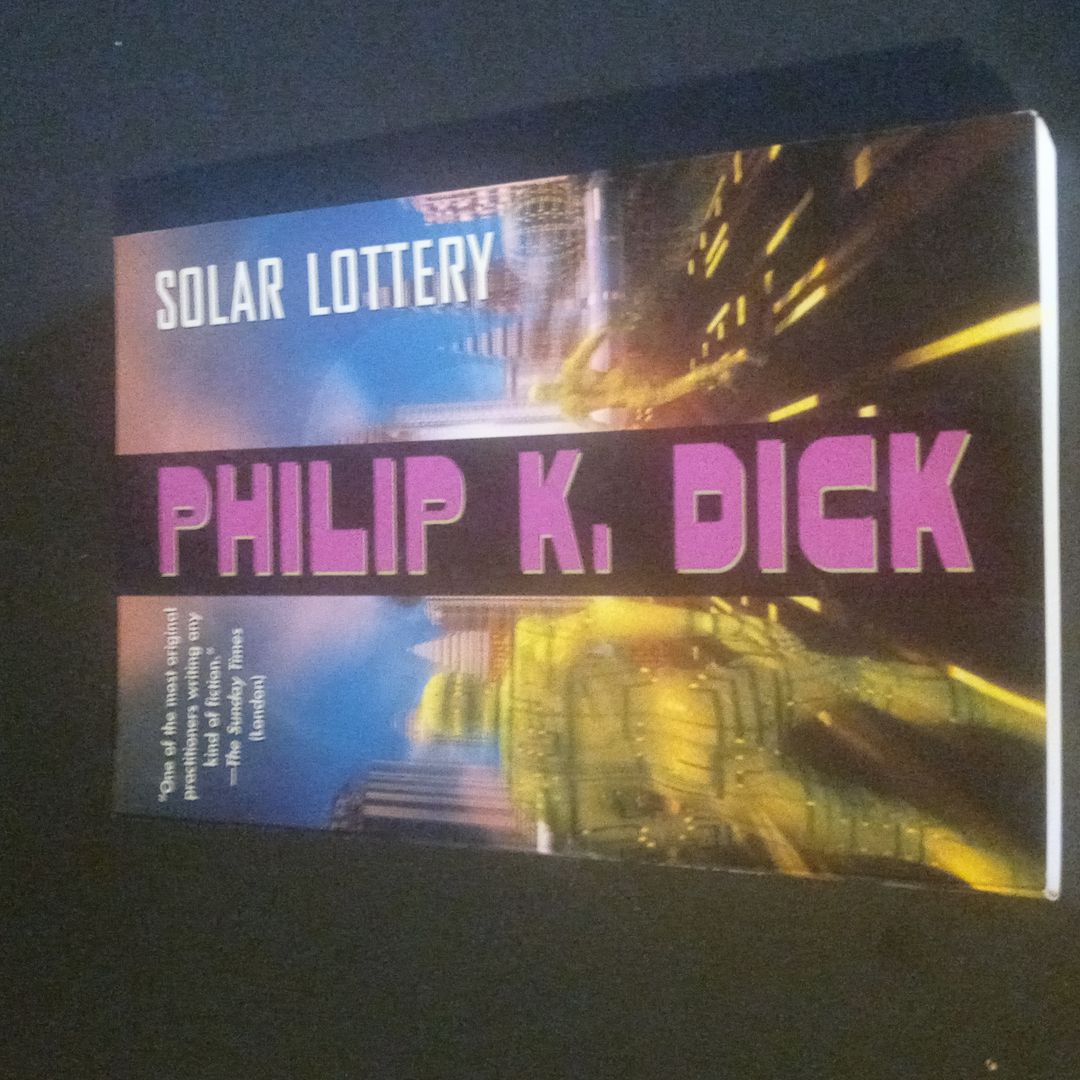 SOLAR LOTTERY
PHILIP K. DICK
"One of the most original
practitioners writing any
kind of fiction."
—The Sunday Times
(London)